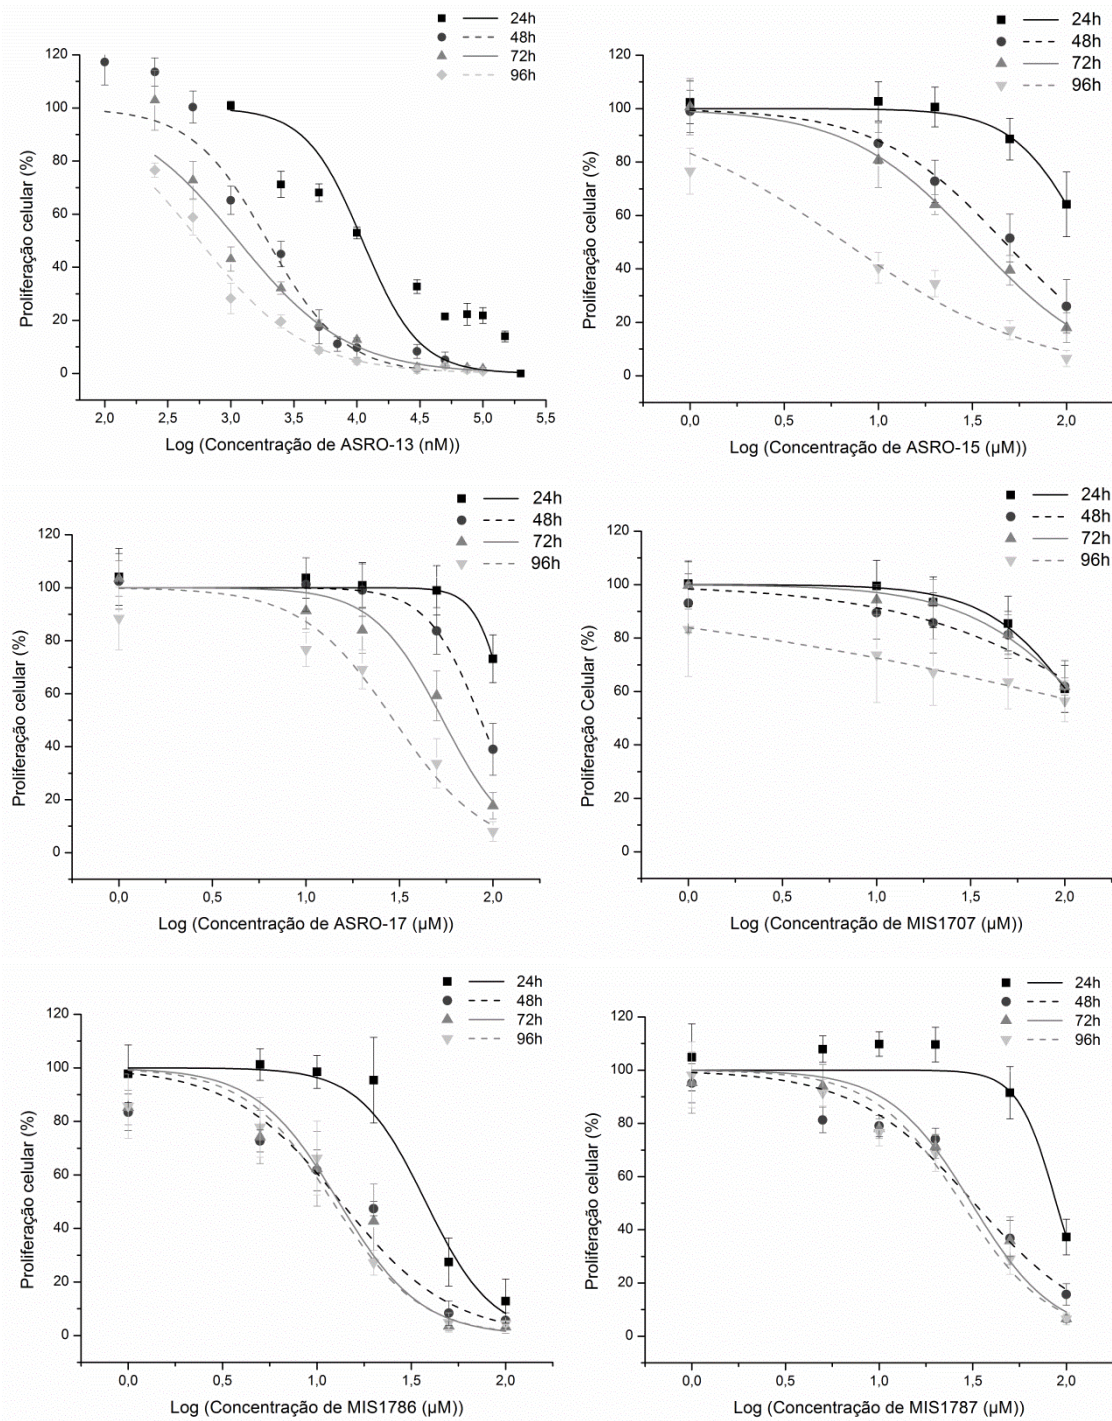 24h
48h
72h
96h
120
100
80
60
40
20
0
Proliferação celular (%)
2,0 2,5 3,0 3,5 4,0 4,5 5,0 5,5
Log (Concentração de ASRO-13 (nM))
24h
48h
72h
96h
120
100
80
60
40
20
0
Proliferação celular (%)
0,0 0,5 1,0 1,5 2,0
Log (Concentração de ASRO-15 (µM))
24h
48h
72h
96h
120
100
80
60
40
20
0
Proliferação celular (%)
0,0 0,5 1,0 1,5 2,0
Log (Concentração de ASRO-17 (µM))
24h
48h
72h
96h
120
100
80
60
40
20
0
Proliferação Celular (%)
0,0 0,5 1,0 1,5 2,0
Log (Concentração de MIS1707 (µM))
24h
48h
72h
96h
120
100
80
60
40
20
0
Proliferação celular (%)
0,0 0,5 1,0 1,5 2,0
Log (Concentração de MIS1786 (µM))
24h
48h
72h
96h
120
100
80
60
40
20
0
Proliferação celular (%)
0,0 0,5 1,0 1,5 2,0
Log (Concentração de MIS1787 (µM))